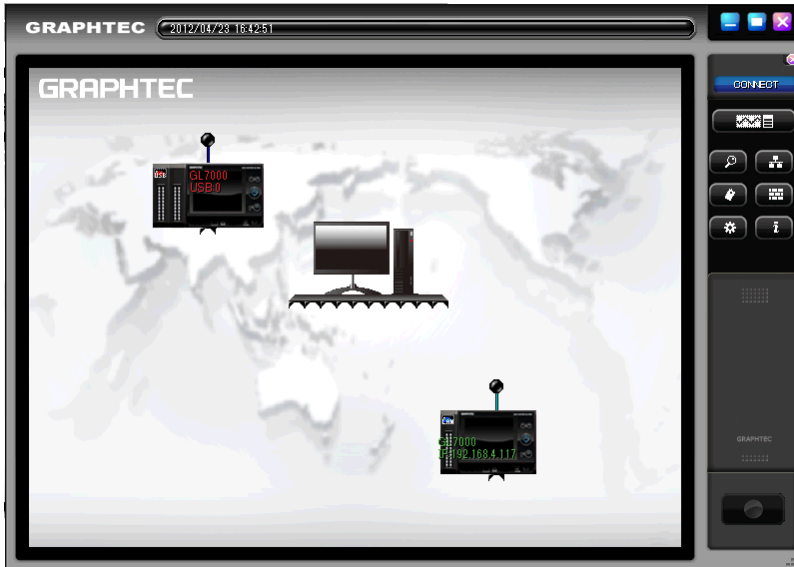 GRAPHTEC
2012/04/23 16:42:51
GRAPHTEC
CONNECT
USB
GL7000
USB 0
GL7000
IP 192.168.4.117
GRAPHTEC